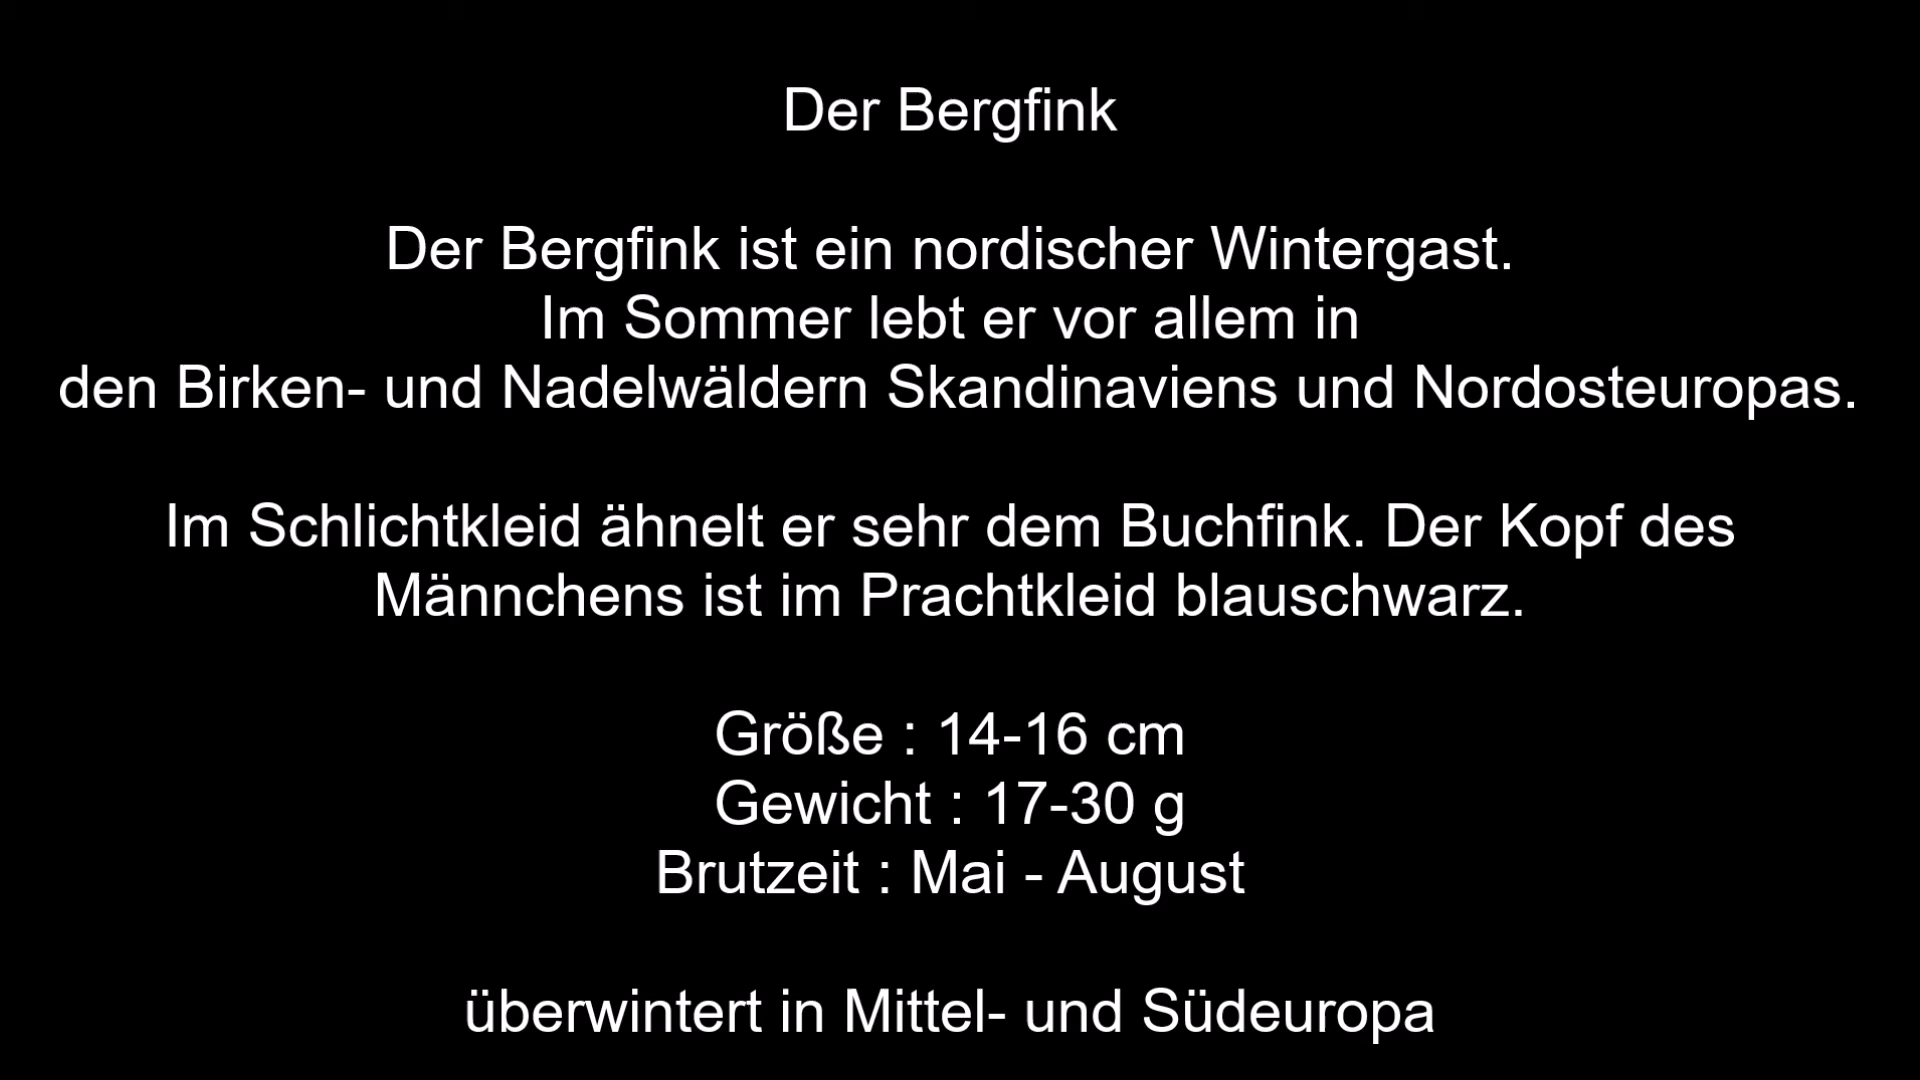 Der Bergfink
Der Bergfink ist ein nordischer Wintergast.
Im Sommer lebt er vor allem in
den Birken- und Nadelwäldern Skandinaviens und Nordosteuropas.
Im Schlichtkleid ähnelt er sehr dem Buchfink. Der Kopf des
Männchens ist im Prachtkleid blauschwarz.
Größe : 14-16 cm
Gewicht : 17-30 g
Brutzeit : Mai - August
überwintert in Mittel- und Südeuropa